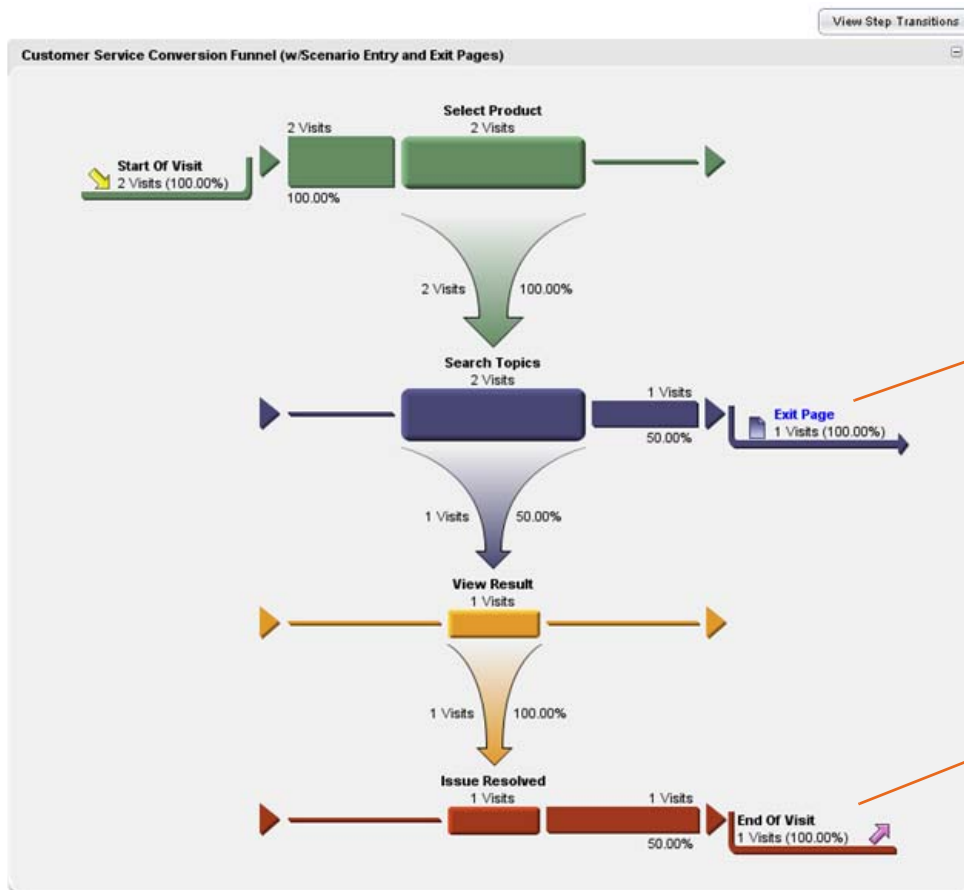 View Step Transitions
Customer Service Conversion Funnel (w/Scenario Entry and Exit Pages)
Select Product
2 Visits
2 Visits
Start Of Visit
2 Visits (100.00%)
100.00%
2 Visits
100.00%
Search Topics
2 Visits
1 Visits
Exit Page
1 Visits (100.00%)
50.00%
1 Visits
50.00%
View Result
1 Visits
1 Visits
100.00%
Issue Resolved
1 Visits
1 Visits
End Of Visit
1 Visits (100.00%)
50.00%